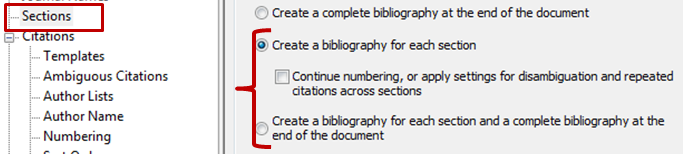 Sections
Citations
Templates
Ambiguous Citations
Author Lists
Author Name
Numbering
Create a complete bibliography at the end of the document
Create a bibliography for each section
Continue numbering, or apply settings for disambiguation and repeated
citations across sections
Create a bibliography for each section and a complete bibliography at the
end of the document